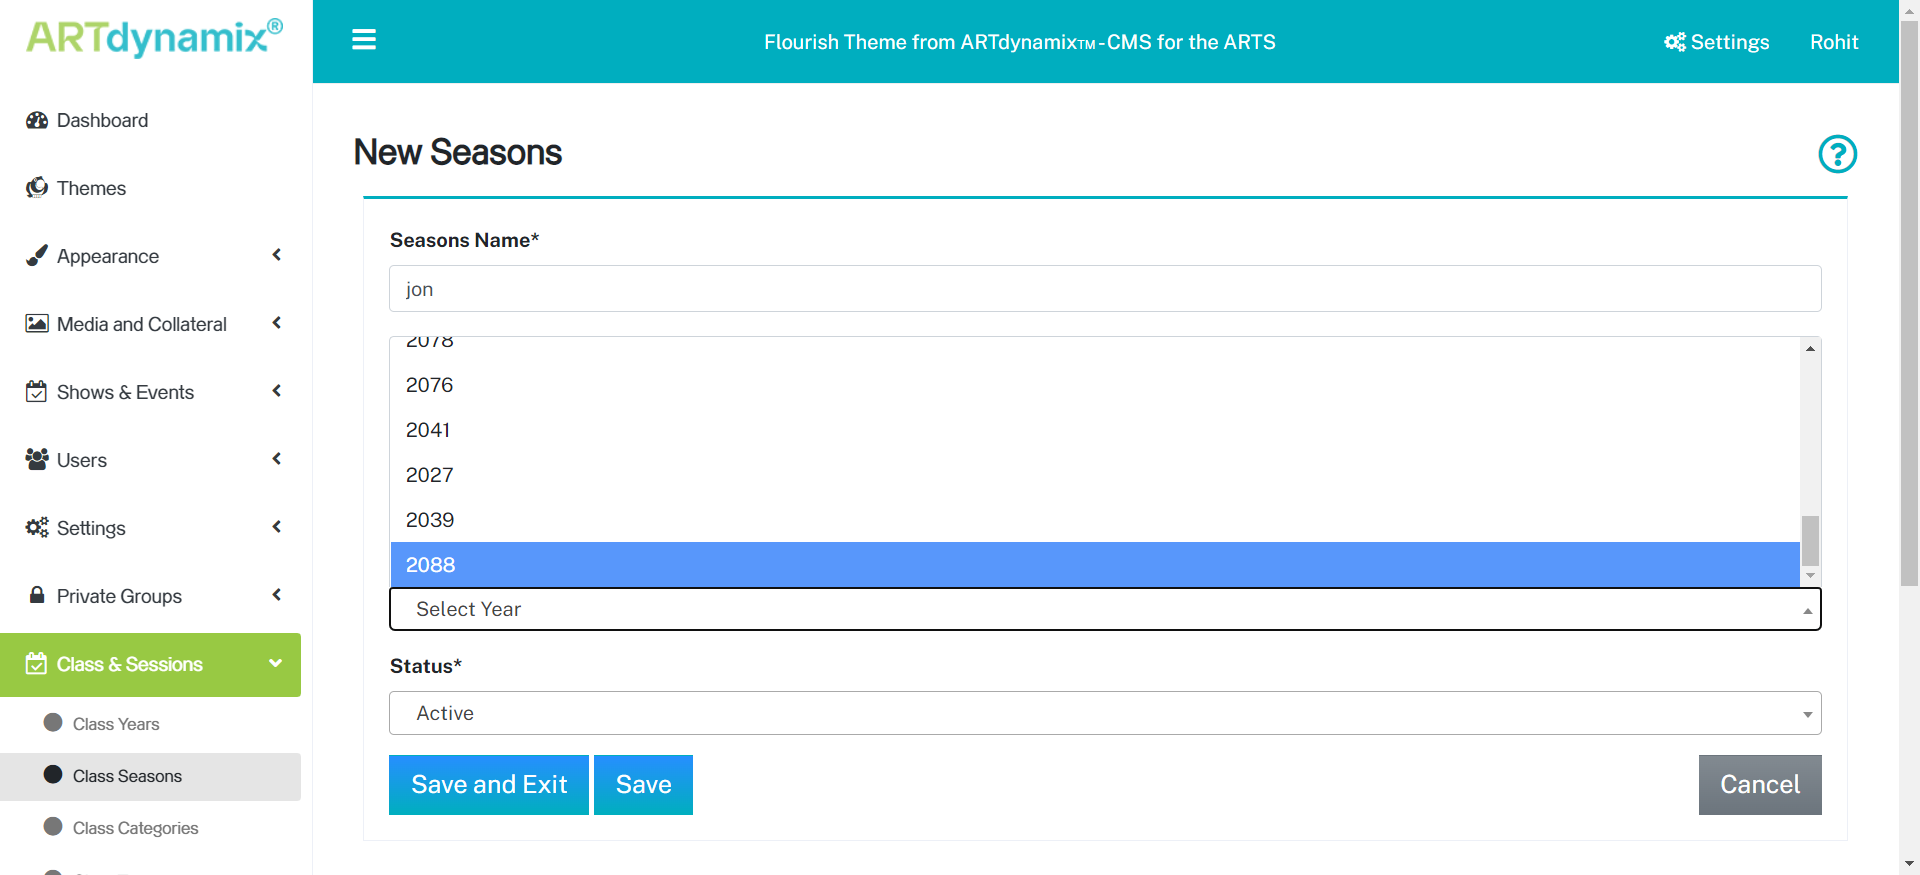 ARTdynamix®
Flourish Theme from ARTdynamix™ - CMS for the ARTS
Settings
Rohit
Dashboard
Themes
Appearance
Media and Collateral
Shows & Events
Users
Settings
Private Groups
Class & Sessions
Class Years
Class Seasons
Class Categories
New Seasons
Seasons Name*
jon
2078
2076
2041
2027
2039
2088
Select Year
Status*
Active
Save and Exit
Save
Cancel